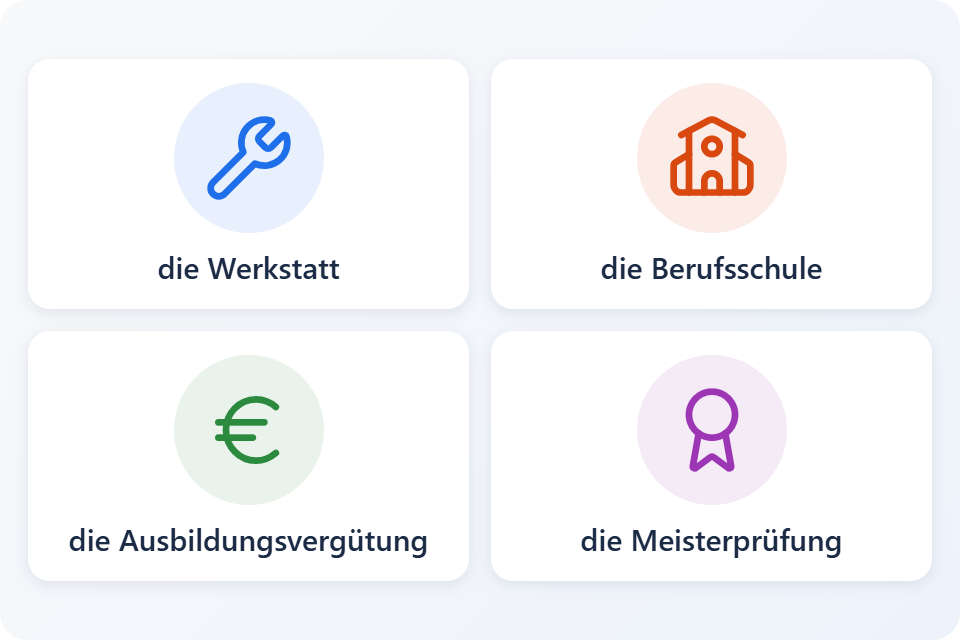 die Werkstatt
die Berufsschule
die Ausbildungsvergütung
die Meisterprüfung